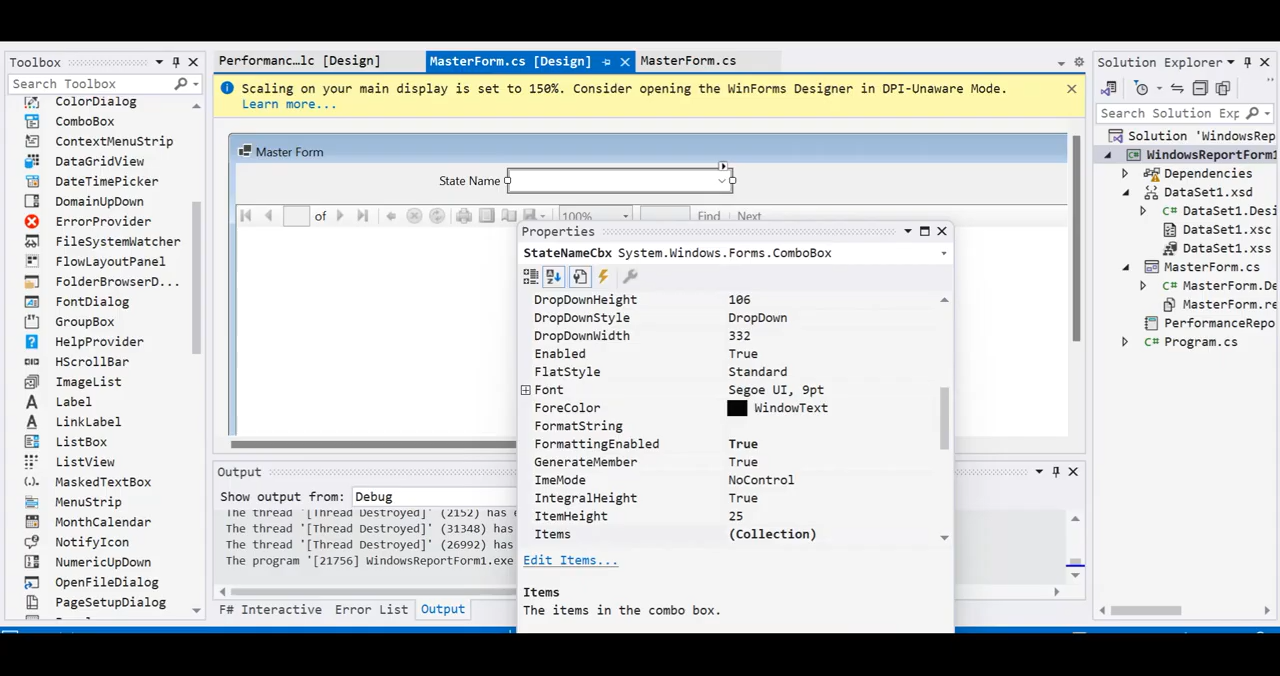 Toolbox
Search Toolbox
ColorDialog
ComboBox
ContextMenuStrip
DataGridView
DateTimePicker
DomainUpDown
ErrorProvider
FileSystemWatcher
FlowLayoutPanel
FolderBrowserD...
FontDialog
GroupBox
HelpProvider
HScrollBar
ImageList
Label
LinkLabel
ListBox
ListView
MaskedTextBox
MenuStrip
MonthCalendar
NotifyIcon
NumericUpDown
OpenFileDialog
PageSetupDialog
Performanc...lc [Design]
MasterForm.cs [Design]
MasterForm.cs
Scaling on your main display is set to 150%. Consider opening the WinForms Designer in DPI-Unaware Mode.
Learn more...
Master Form
State Name
of
100%
Find
Next
Properties
StateNameCbx System.Windows.Forms.ComboBox
DropDownHeight 106
DropDownStyle DropDown
DropDownWidth 332
Enabled True
FlatStyle Standard
Font Segoe UI, 9pt
ForeColor WindowText
FormatString
FormattingEnabled True
GenerateMember True
ImeMode NoControl
IntegralHeight True
ItemHeight 25
Items (Collection)
Edit Items...
Items
The items in the combo box.
Output
Show output from: Debug
The thread '[Thread Destroyed]' (2152) has e
The thread '[Thread Destroyed]' (31348) has
The thread '[Thread Destroyed]' (26992) has
The program '[21756] WindowsReportForm1.exe
F# Interactive
Error List
Output
Solution Explorer
Search Solution Exp
Solution 'WindowsRep
WindowsReportForm1
Dependencies
DataSet1.xsd
DataSet1.Desi
DataSet1.xsc
DataSet1.xss
MasterForm.cs
MasterForm.De
MasterForm.re
PerformanceRepo
Program.cs